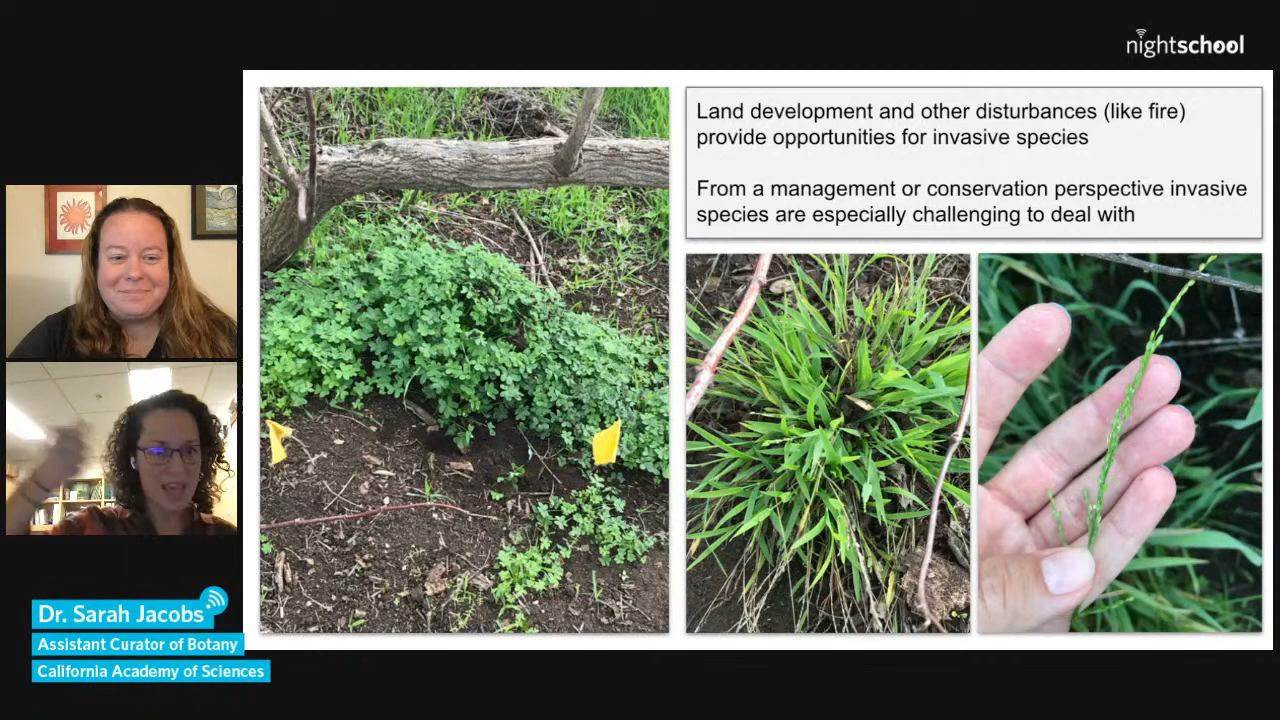 nightschool
Land development and other disturbances (like fire)
provide opportunities for invasive species
From a management or conservation perspective invasive
species are especially challenging to deal with
Dr. Sarah Jacobs
Assistant Curator of Botany
California Academy of Sciences